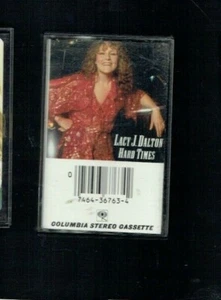 LACY J. DALTON
HARD TIMES
0
7464-36763-4
COLUMBIA STEREO CASSETTE